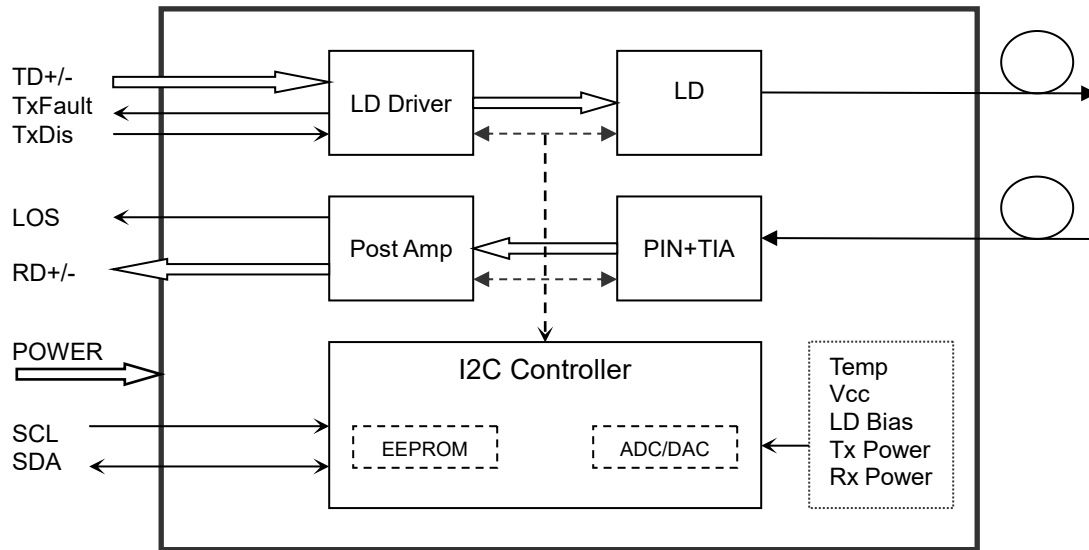 TD+/-
TxFault
TxDis
LD Driver
LD
LOS
RD+/-
Post Amp
PIN+TIA
POWER
SCL
SDA
I2C Controller
EEPROM
ADC/DAC
Temp
Vcc
LD Bias
Tx Power
Rx Power